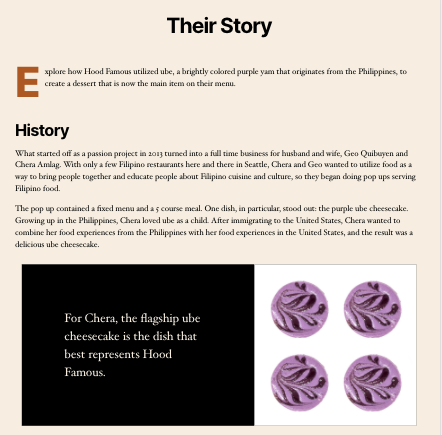 Their Story
Explore how Hood Famous utilized ube, a brightly colored purple yam that originates from the Philippines, to
create a dessert that is now the main item on their menu.
History
What started off as a passion project in 2013 turned into a full time business for husband and wife, Geo Quibuyen and
Chera Amlag. With only a few Filipino restaurants here and there in Seattle, Chera and Geo wanted to utilize food as a
way to bring people together and educate people about Filipino cuisine and culture, so they began doing pop ups serving
Filipino food.
The pop up contained a fixed menu and a 5 course meal. One dish, in particular, stood out: the purple ube cheesecake.
Growing up in the Philippines, Chera loved ube as a child. After immigrating to the United States, Chera wanted to
combine her food experiences from the Philippines with her food experiences in the United States, and the result was a
delicious ube cheesecake.
For Chera, the flagship ube
cheesecake is the dish that
best represents Hood
Famous.